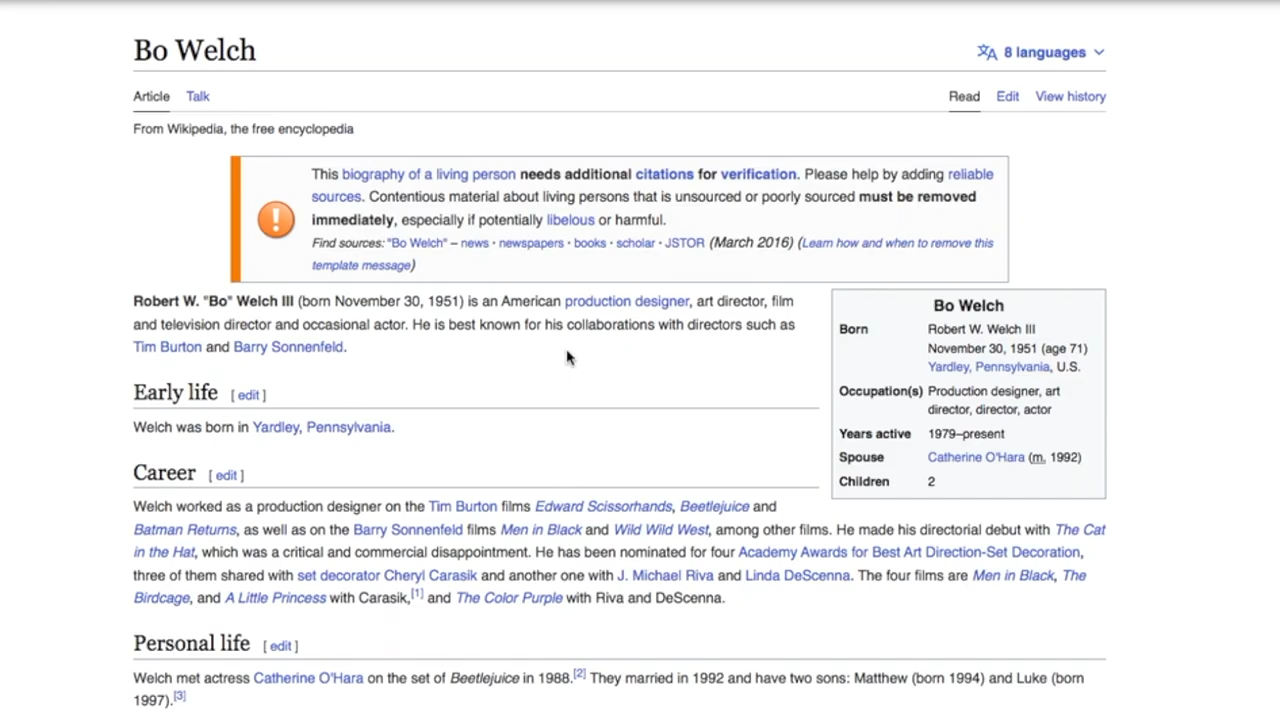 Bo Welch
8 languages
Article Talk
Read Edit View history
From Wikipedia, the free encyclopedia
This biography of a living person needs additional citations for verification. Please help by adding reliable
sources. Contentious material about living persons that is unsourced or poorly sourced must be removed
immediately, especially if potentially libelous or harmful.
Find sources: "Bo Welch" – news · newspapers · books · scholar · JSTOR (March 2016) (Learn how and when to remove this
template message)
Robert W. "Bo" Welch III (born November 30, 1951) is an American production designer, art director, film
and television director and occasional actor. He is best known for his collaborations with directors such as
Tim Burton and Barry Sonnenfeld.
Bo Welch
Born Robert W. Welch III
November 30, 1951 (age 71)
Yardley, Pennsylvania, U.S.
Occupation(s) Production designer, art
director, director, actor
Years active 1979–present
Spouse Catherine O'Hara (m. 1992)
Children 2
Early life [ edit ]
Welch was born in Yardley, Pennsylvania.
Career [ edit ]
Welch worked as a production designer on the Tim Burton films Edward Scissorhands, Beetlejuice and
Batman Returns, as well as on the Barry Sonnenfeld films Men in Black and Wild Wild West, among other films. He made his directorial debut with The Cat
in the Hat, which was a critical and commercial disappointment. He has been nominated for four Academy Awards for Best Art Direction-Set Decoration,
three of them shared with set decorator Cheryl Carasik and another one with J. Michael Riva and Linda DeScenna. The four films are Men in Black, The
Birdcage, and A Little Princess with Carasik,[1] and The Color Purple with Riva and DeScenna.
Personal life [ edit ]
Welch met actress Catherine O'Hara on the set of Beetlejuice in 1988.[2] They married in 1992 and have two sons: Matthew (born 1994) and Luke (born
1997).[3]